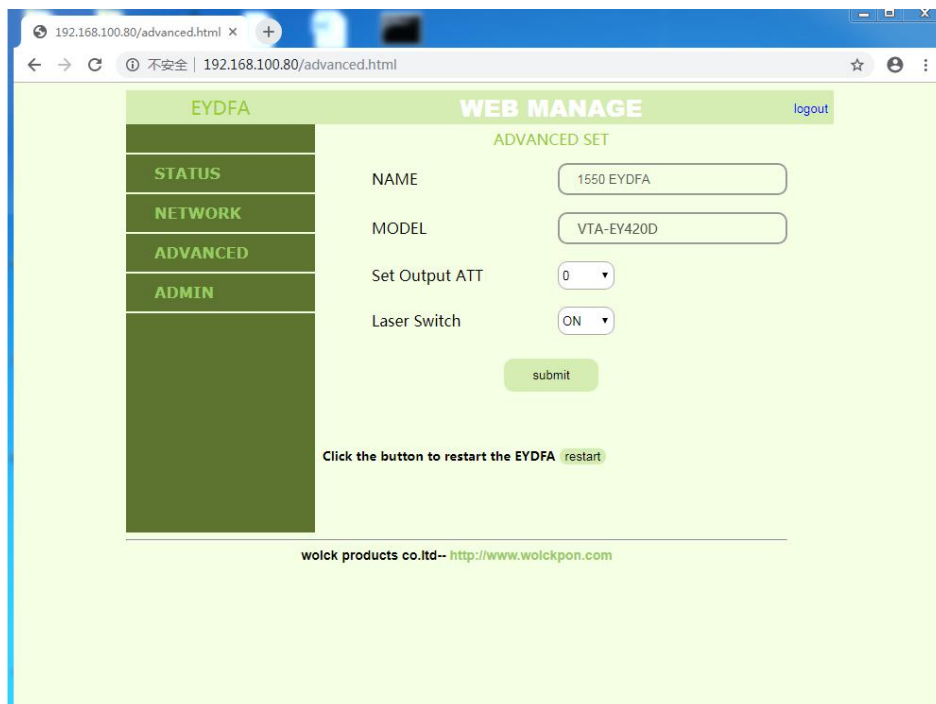 192.168.100.80/advanced.html
不安全 | 192.168.100.80/advanced.html
EYDFA
WEB MANAGE
logout
ADVANCED SET
STATUS
NETWORK
ADVANCED
ADMIN
NAME 1550 EYDFA
MODEL VTA-EY420D
Set Output ATT 0
Laser Switch ON
submit
Click the button to restart the EYDFA restart
wolck products co.ltd-- http://www.wolckpon.com